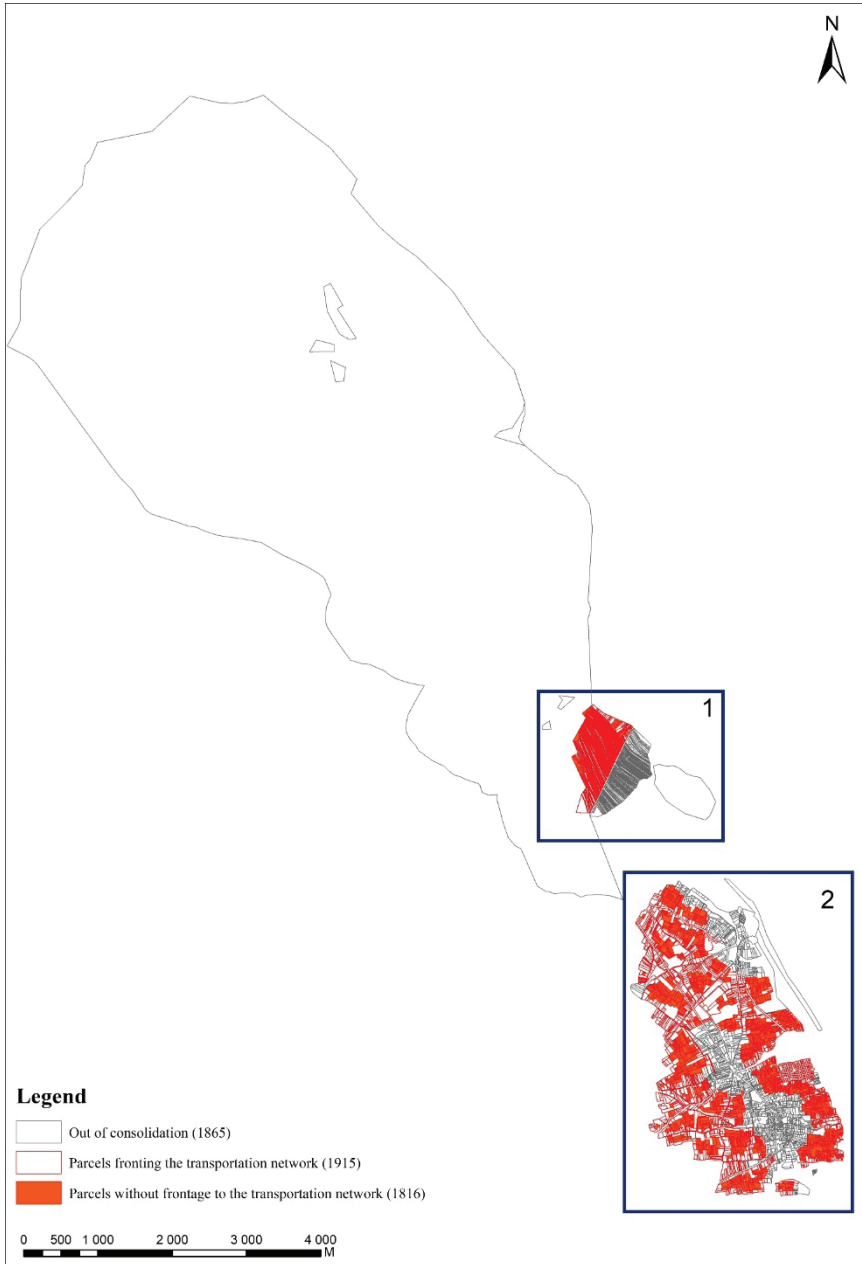 N
1
2
Legend
Out of consolidation (1865)
Parcels fronting the transportation network (1915)
Parcels without frontage to the transportation network (1816)
0 500 1 000 2 000 3 000 4 000
M